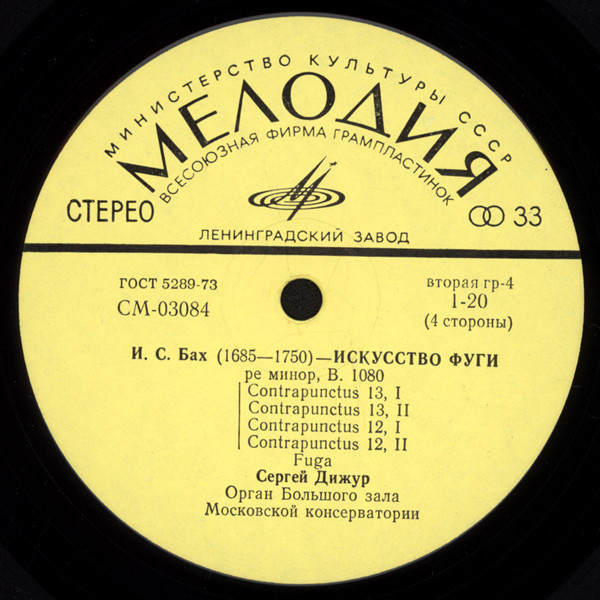 МИНИСТЕРСТВО КУЛЬТУРЫ СССР
МЕЛОДИЯ
ВСЕСОЮЗНАЯ ФИРМА ГРАМПЛАСТИНОК
СТЕРЕО
33
ЛЕНИНГРАДСКИЙ ЗАВОД
ГОСТ 5289-73
СМ-03084
вторая гр-4
1-20
(4 стороны)
И. С. Бах (1685—1750)—ИСКУССТВО ФУГИ
ре минор, В. 1080
Contrapunctus 13, I
Contrapunctus 13, II
Contrapunctus 12, I
Contrapunctus 12, II
Fuga
Сергей Дижур
Орган Большого зала
Московской консерватории